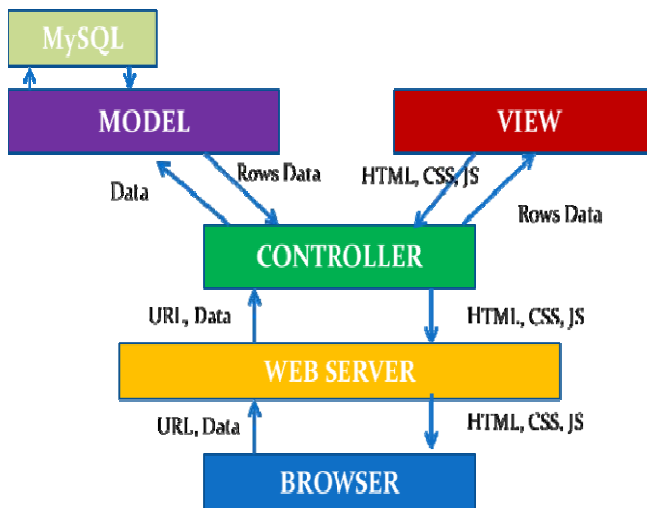 MySQL
MODEL
VIEW
Data
Rows Data
HTML, CSS, JS
Rows Data
CONTROLLER
URL, Data
HTML, CSS, JS
WEB SERVER
URL, Data
HTML, CSS, JS
BROWSER